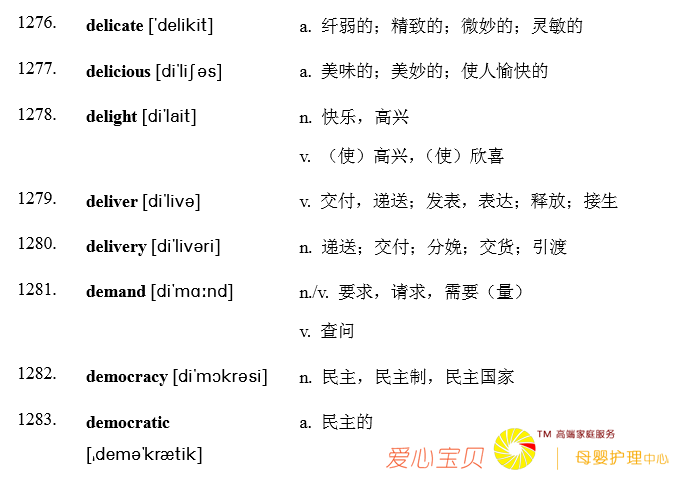 1276. delicate [ˈdelikit] a. 纤弱的；精致的；微妙的；灵敏的
1277. delicious [diˈliʃəs] a. 美味的；美妙的；使人愉快的
1278. delight [diˈlait] n. 快乐，高兴
v. （使）高兴，（使）欣喜
1279. deliver [diˈlivə] v. 交付，递送；发表，表达；释放；接生
1280. delivery [diˈlivəri] n. 递送；交付；分娩；交货；引渡
1281. demand [diˈmɑːnd] n./v. 要求，请求，需要（量）
v. 查问
1282. democracy [diˈmɔkrəsi] n. 民主，民主制，民主国家
1283. democratic a. 民主的
[ˌdeməˈkrætik]
爱心宝贝 TM 高端家庭服务
母婴护理中心